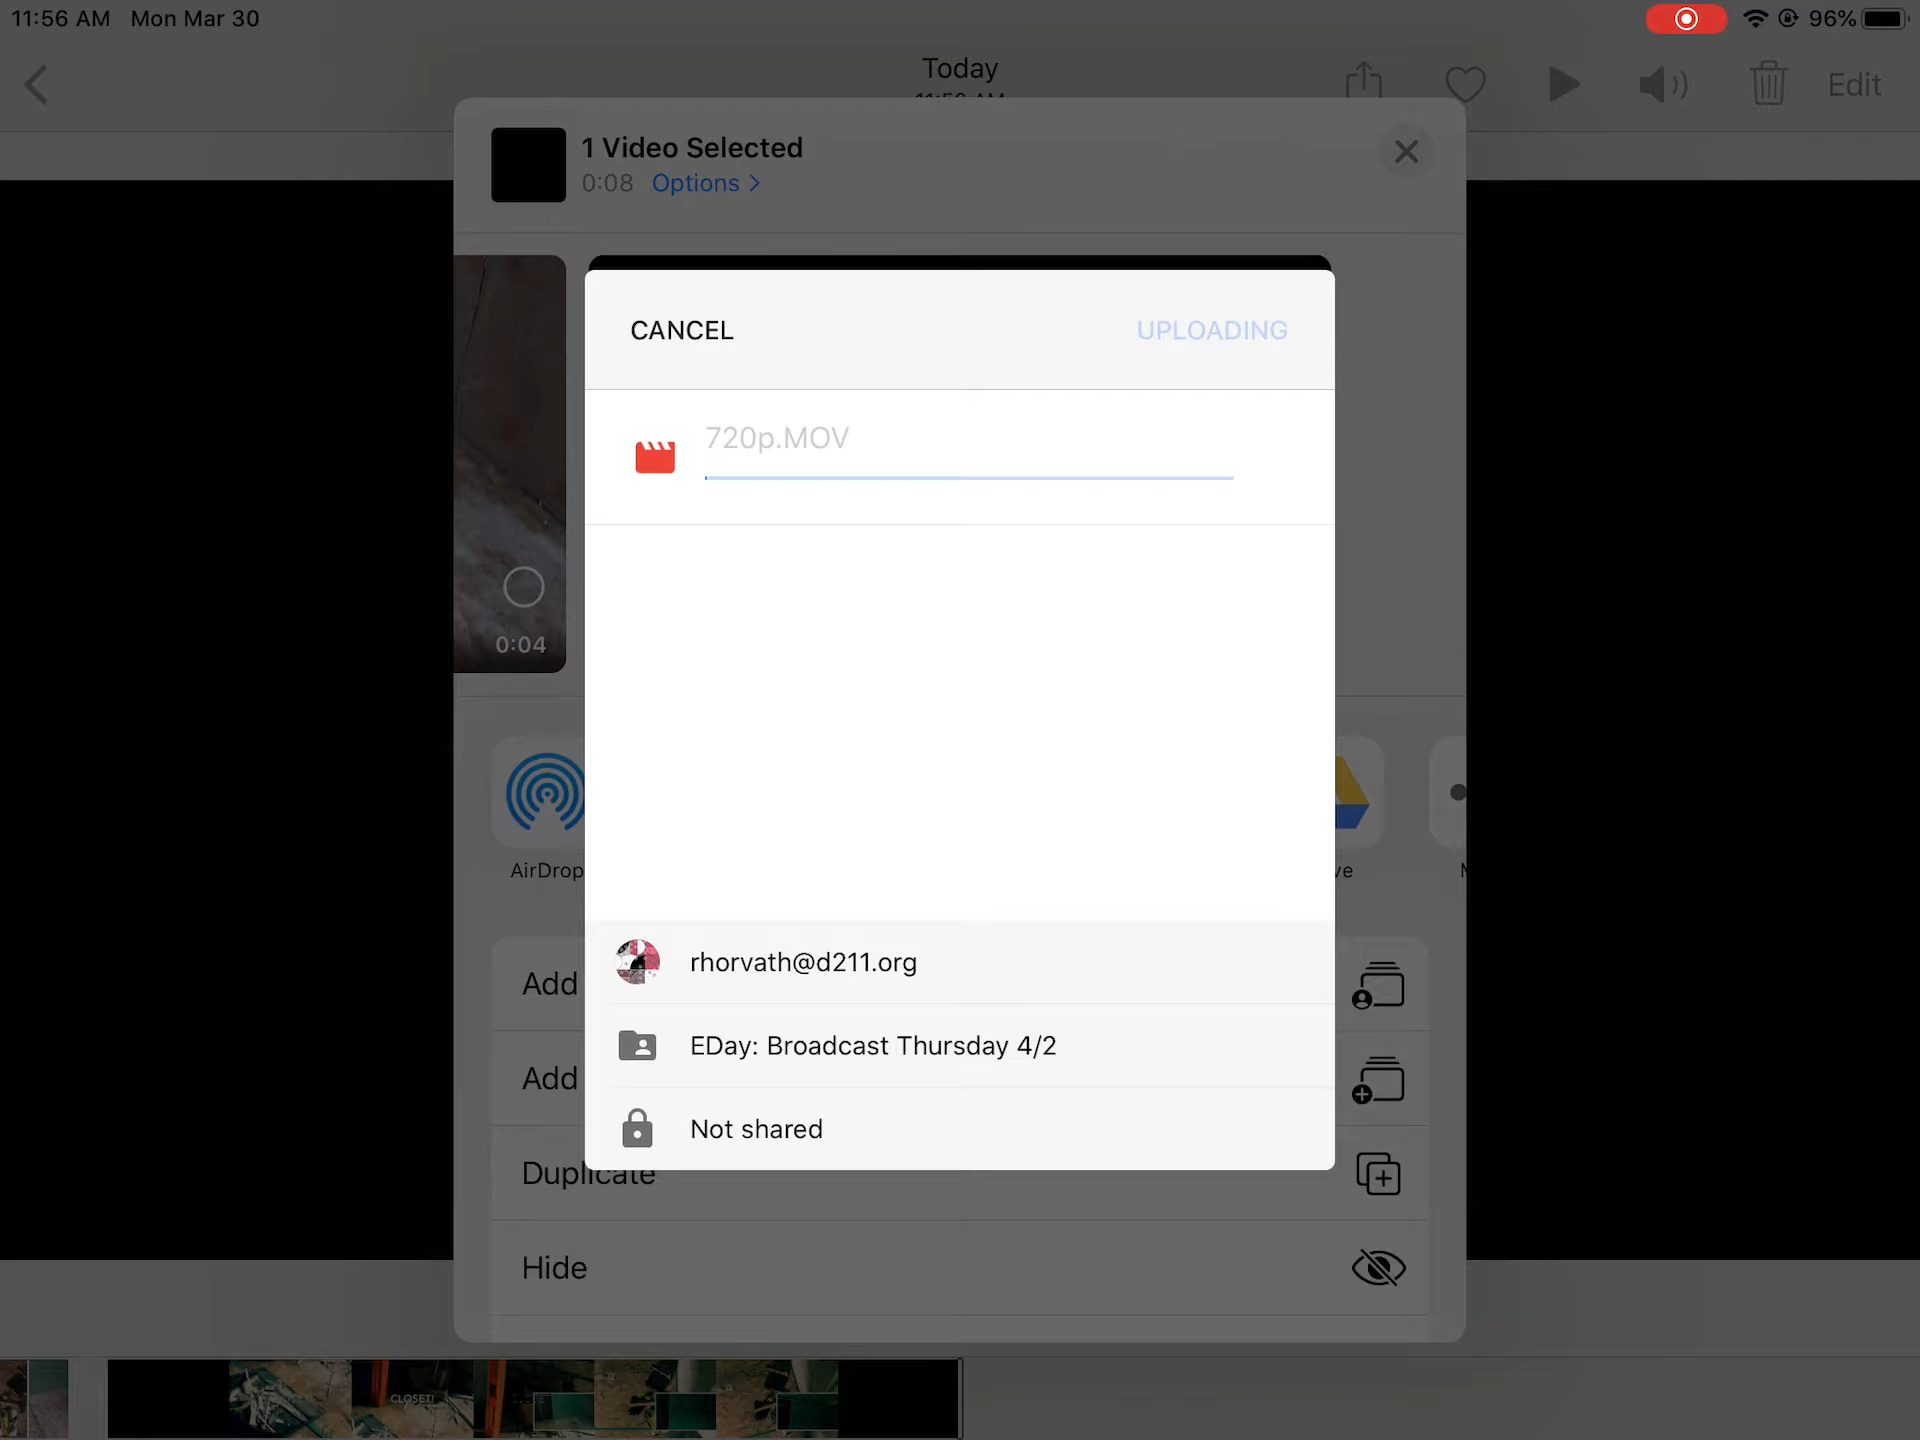 11:56 AM Mon Mar 30
96%
Today
Edit
1 Video Selected
0:08 Options
CANCEL
UPLOADING
720p.MOV
0:04
AirDrop
rhorvath@d211.org
Add
EDay: Broadcast Thursday 4/2
Add
Not shared
Duplicate
Hide
CLOSET!